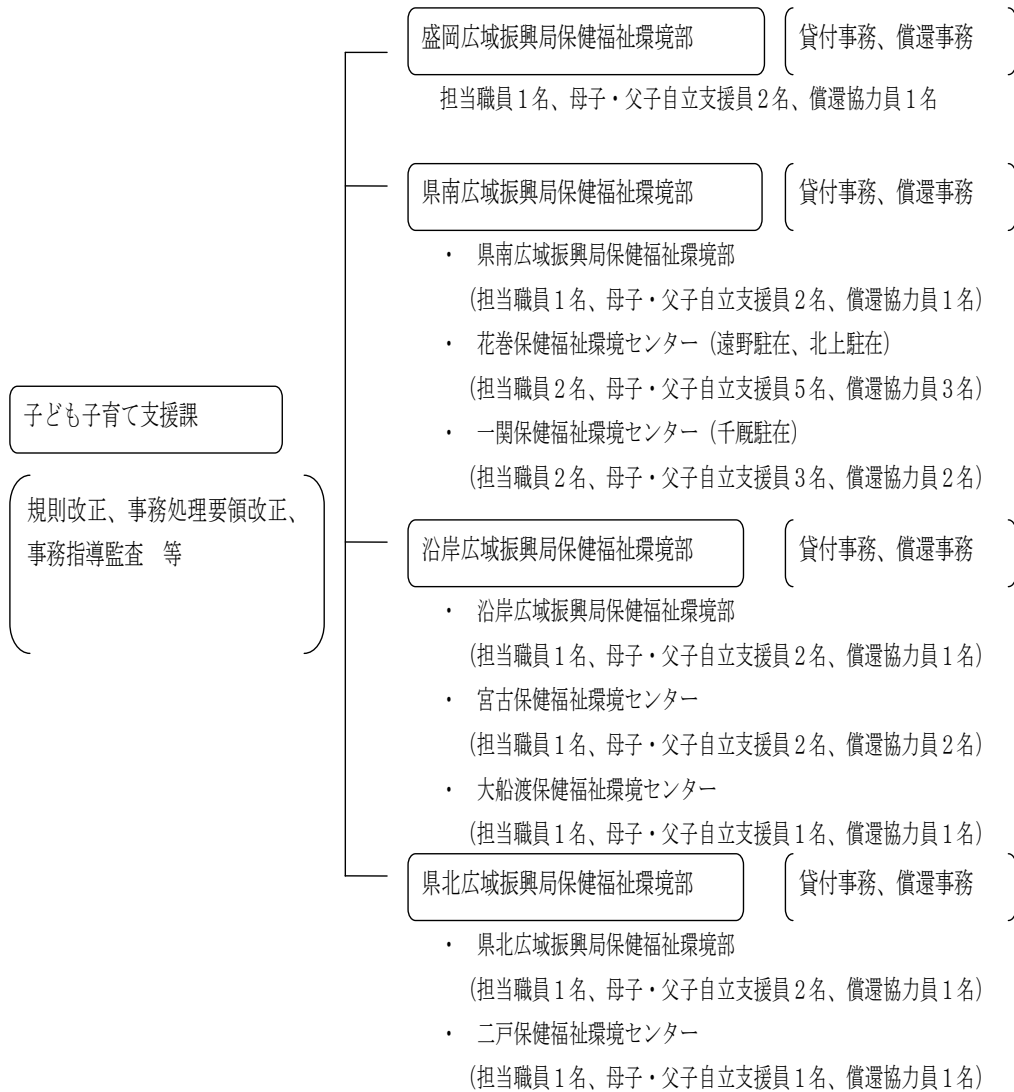 子ども子育て支援課
規則改正、事務処理要領改正、
事務指導監査　等
盛岡広域振興局保健福祉環境部
貸付事務、償還事務
担当職員1名、母子・父子自立支援員2名、償還協力員1名
県南広域振興局保健福祉環境部
貸付事務、償還事務
・　県南広域振興局保健福祉環境部
(担当職員1名、母子・父子自立支援員2名、償還協力員1名)
・　花巻保健福祉環境センター (遠野駐在、北上駐在)
(担当職員2名、母子・父子自立支援員5名、償還協力員3名)
・　一関保健福祉環境センター (千厩駐在)
(担当職員2名、母子・父子自立支援員3名、償還協力員2名)
沿岸広域振興局保健福祉環境部
貸付事務、償還事務
・　沿岸広域振興局保健福祉環境部
(担当職員1名、母子・父子自立支援員2名、償還協力員1名)
・　宮古保健福祉環境センター
(担当職員1名、母子・父子自立支援員2名、償還協力員2名)
・　大船渡保健福祉環境センター
(担当職員1名、母子・父子自立支援員1名、償還協力員1名)
県北広域振興局保健福祉環境部
貸付事務、償還事務
・　県北広域振興局保健福祉環境部
(担当職員1名、母子・父子自立支援員2名、償還協力員1名)
・　二戸保健福祉環境センター
(担当職員1名、母子・父子自立支援員1名、償還協力員1名)